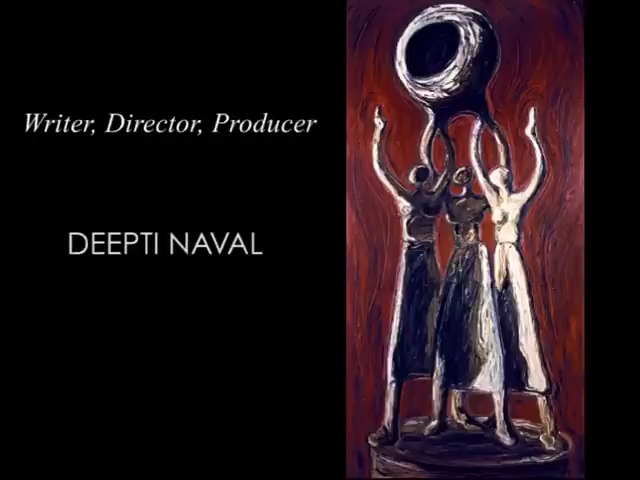 Writer, Director, Producer
DEEPTI NAVAL